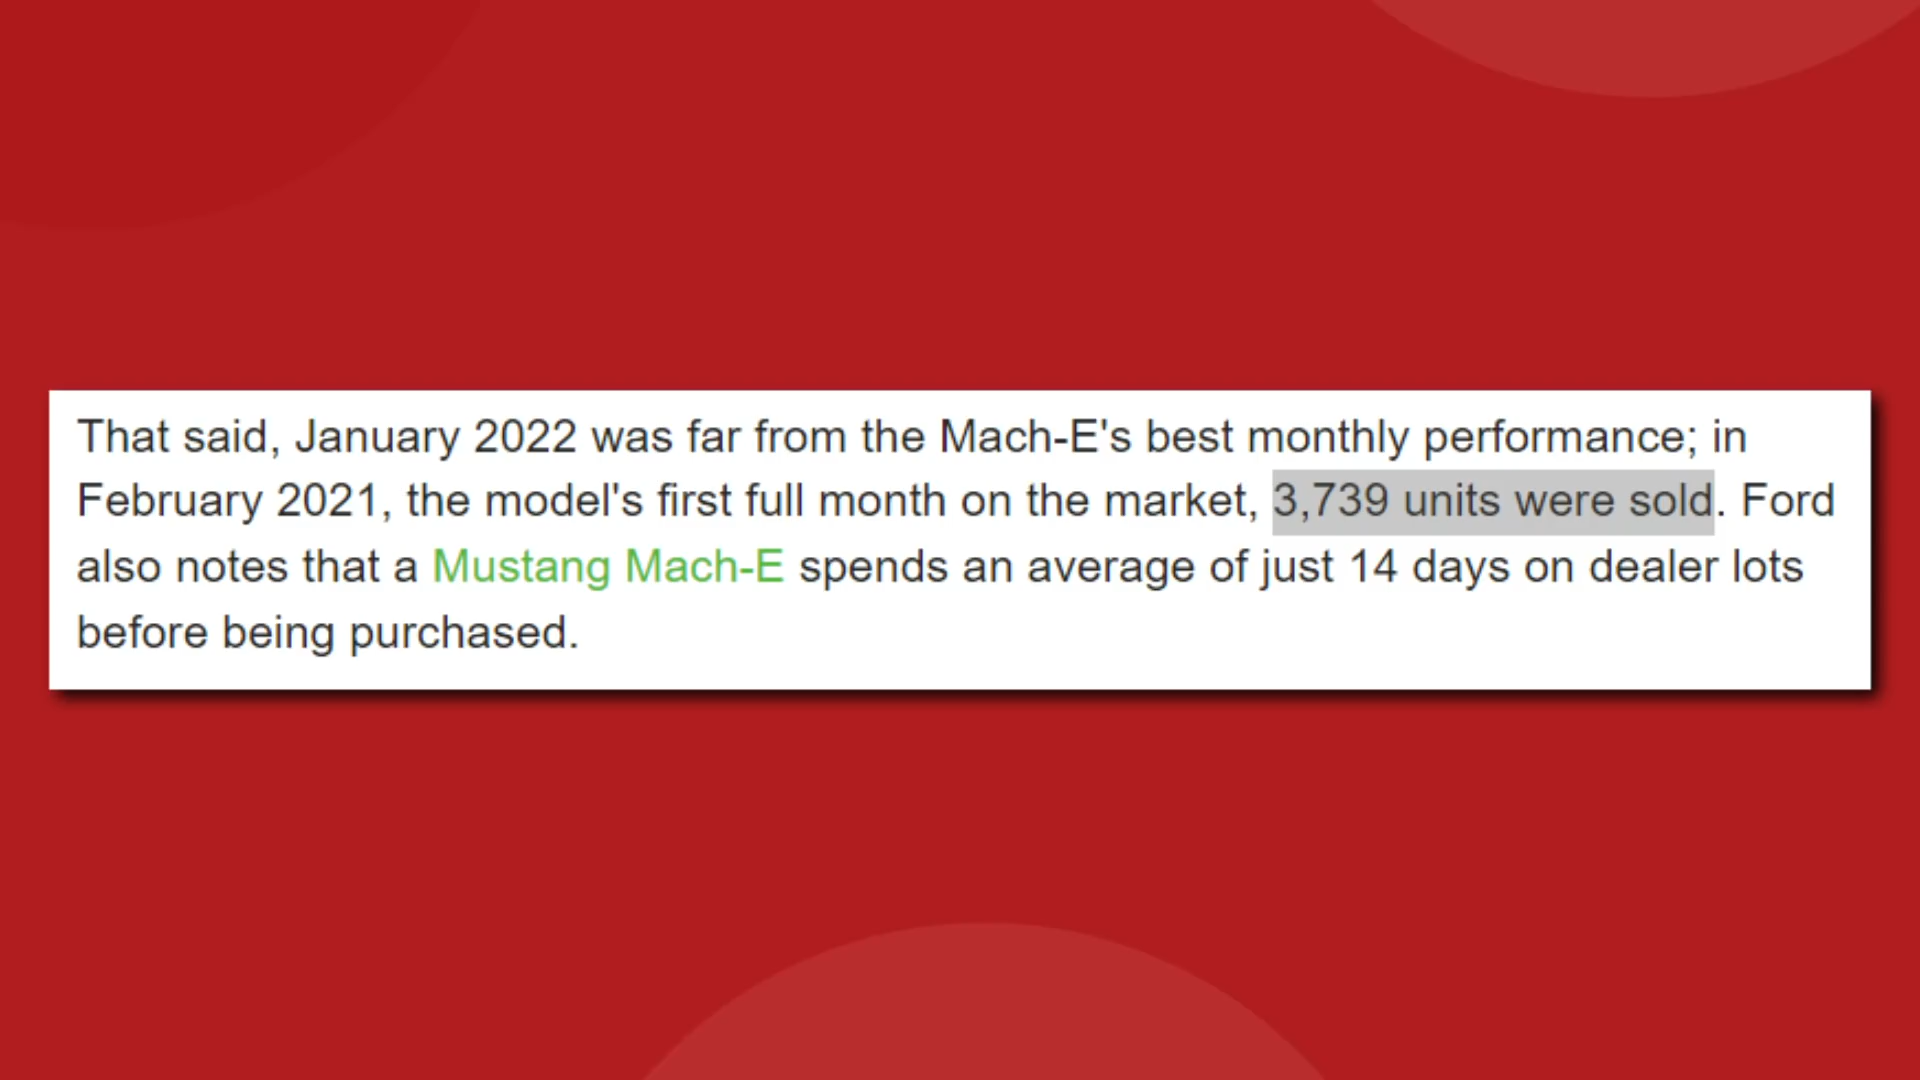 That said, January 2022 was far from the Mach-E's best monthly performance; in
February 2021, the model's first full month on the market, 3,739 units were sold. Ford
also notes that a Mustang Mach-E spends an average of just 14 days on dealer lots
before being purchased.